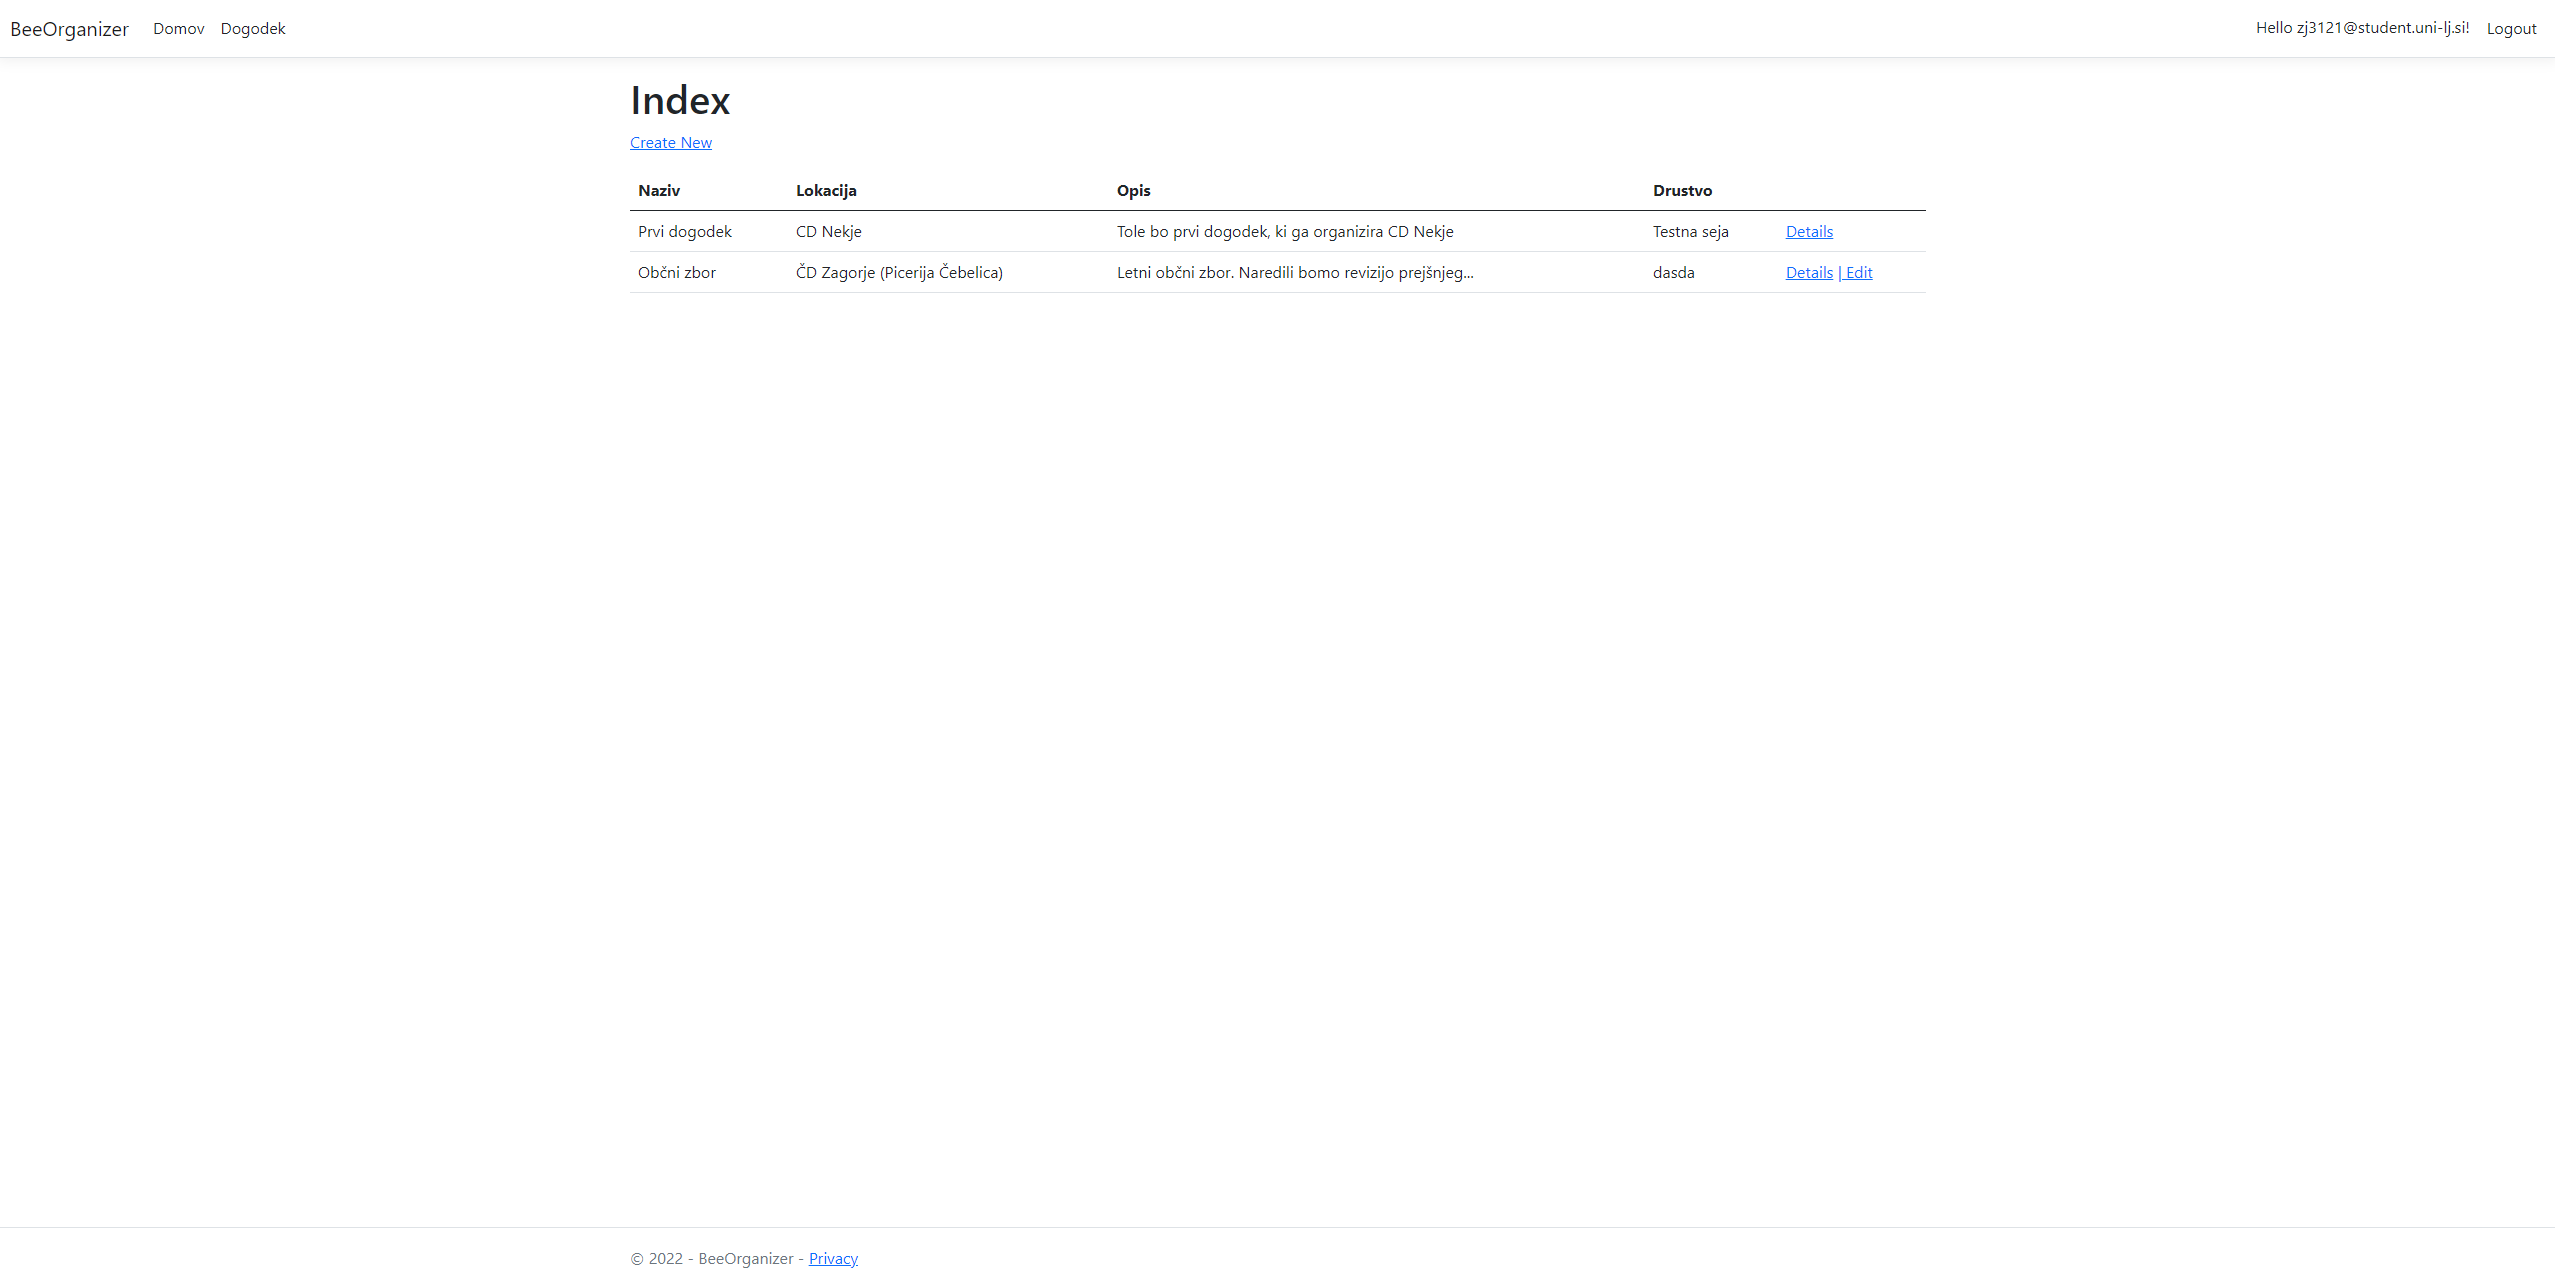 BeeOrganizer Domov Dogodek Hello zj3121@student.uni-lj.si! Logout
Index
Create New
Naziv Lokacija Opis Drustvo
Prvi dogodek CD Nekje Tole bo prvi dogodek, ki ga organizira CD Nekje Testna seja Details
Občni zbor ČD Zagorje (Picerija Čebelica) Letni občni zbor. Naredili bomo revizijo prejšnjeg... dasda Details | Edit
© 2022 - BeeOrganizer - Privacy